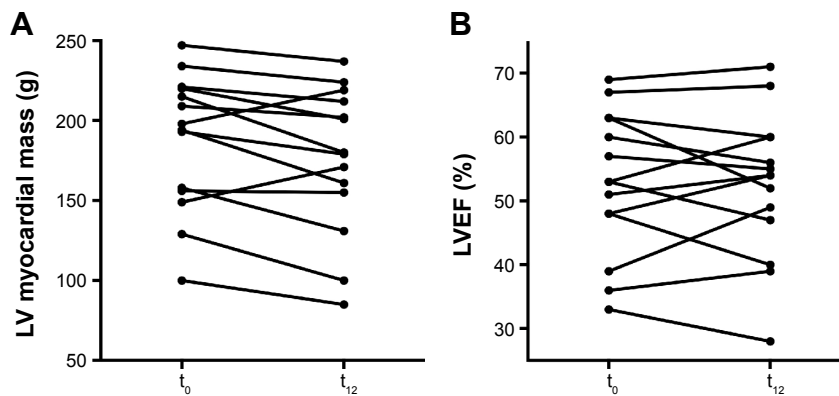 A
LV myocardial mass (g)
250
200
150
100
50
t₀
t₁₂
B
LVEF (%)
70
60
50
40
30
t₀
t₁₂